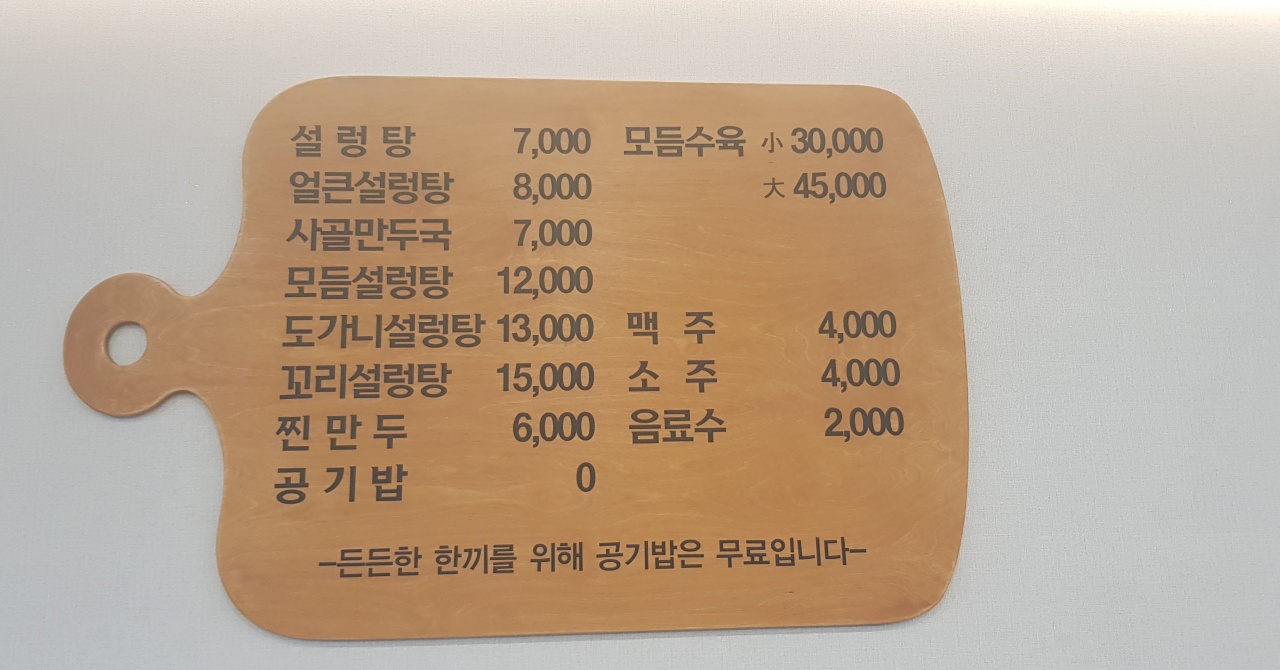 설렁탕 7,000 모듬수육 小 30,000
얼큰설렁탕 8,000 大 45,000
사골만두국 7,000
모듬설렁탕 12,000
도가니설렁탕 13,000 맥 주 4,000
꼬리설렁탕 15,000 소 주 4,000
찐만두 6,000 음료수 2,000
공기밥 0
-든든한 한끼를 위해 공기밥은 무료입니다-